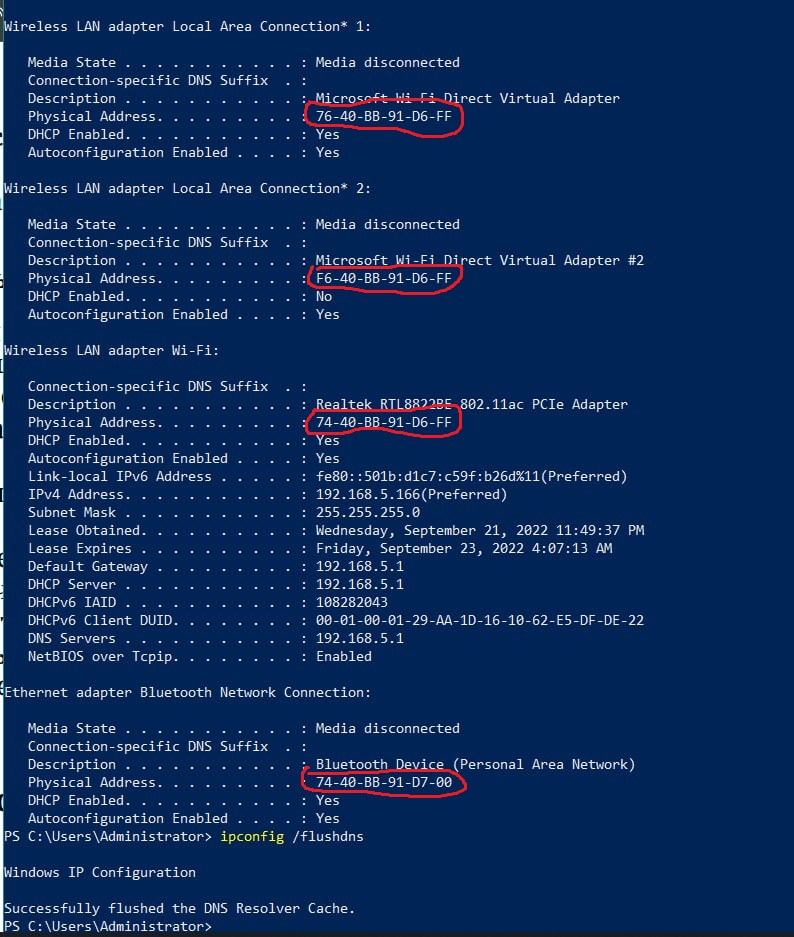 Wireless LAN adapter Local Area Connection* 1:
Media State . . . . . . . . . . . : Media disconnected
Connection-specific DNS Suffix  . :
Description . . . . . . . . . . . : Microsoft Wi-Fi Direct Virtual Adapter
Physical Address. . . . . . . . . : 76-40-BB-91-D6-FF
DHCP Enabled. . . . . . . . . . . : Yes
Autoconfiguration Enabled . . . . : Yes
Wireless LAN adapter Local Area Connection* 2:
Media State . . . . . . . . . . . : Media disconnected
Connection-specific DNS Suffix  . :
Description . . . . . . . . . . . : Microsoft Wi-Fi Direct Virtual Adapter #2
Physical Address. . . . . . . . . : F6-40-BB-91-D6-FF
DHCP Enabled. . . . . . . . . . . : No
Autoconfiguration Enabled . . . . : Yes
Wireless LAN adapter Wi-Fi:
Connection-specific DNS Suffix  . :
Description . . . . . . . . . . . : Realtek RTL8822BE 802.11ac PCIe Adapter
Physical Address. . . . . . . . . : 74-40-BB-91-D6-FF
DHCP Enabled. . . . . . . . . . . : Yes
Autoconfiguration Enabled . . . . : Yes
Link-local IPv6 Address . . . . . : fe80::501b:d1c7:c59f:b26d%11(Preferred)
IPv4 Address. . . . . . . . . . . : 192.168.5.166(Preferred)
Subnet Mask . . . . . . . . . . . : 255.255.255.0
Lease Obtained. . . . . . . . . . : Wednesday, September 21, 2022 11:49:37 PM
Lease Expires . . . . . . . . . . : Friday, September 23, 2022 4:07:13 AM
Default Gateway . . . . . . . . . : 192.168.5.1
DHCP Server . . . . . . . . . . . : 192.168.5.1
DHCPv6 IAID . . . . . . . . . . . : 108282043
DHCPv6 Client DUID. . . . . . . . : 00-01-00-01-29-AA-1D-16-10-62-E5-DF-DE-22
DNS Servers . . . . . . . . . . . : 192.168.5.1
NetBIOS over Tcpip. . . . . . . . : Enabled
Ethernet adapter Bluetooth Network Connection:
Media State . . . . . . . . . . . : Media disconnected
Connection-specific DNS Suffix  . :
Description . . . . . . . . . . . : Bluetooth Device (Personal Area Network)
Physical Address. . . . . . . . . : 74-40-BB-91-D7-00
DHCP Enabled. . . . . . . . . . . : Yes
Autoconfiguration Enabled . . . . : Yes
PS C:\Users\Administrator> ipconfig /flushdns
Windows IP Configuration
Successfully flushed the DNS Resolver Cache.
PS C:\Users\Administrator>